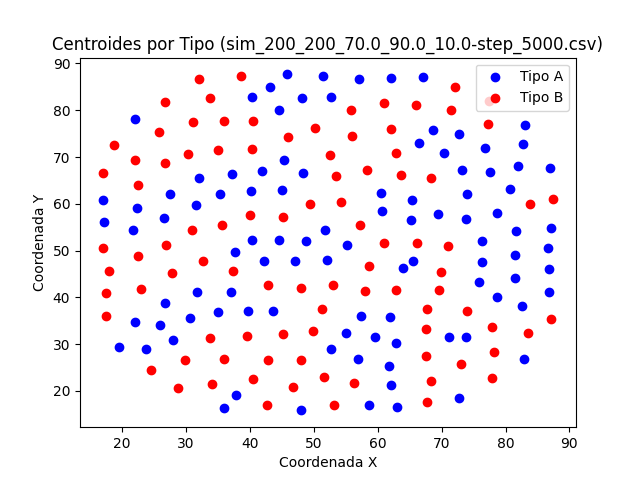 Centroides por Tipo (sim_200_200_70.0_90.0_10.0-step_5000.csv)
Tipo A
Tipo B
90
80
70
60
50
40
30
20
Coordenada Y
20 30 40 50 60 70 80 90
Coordenada X